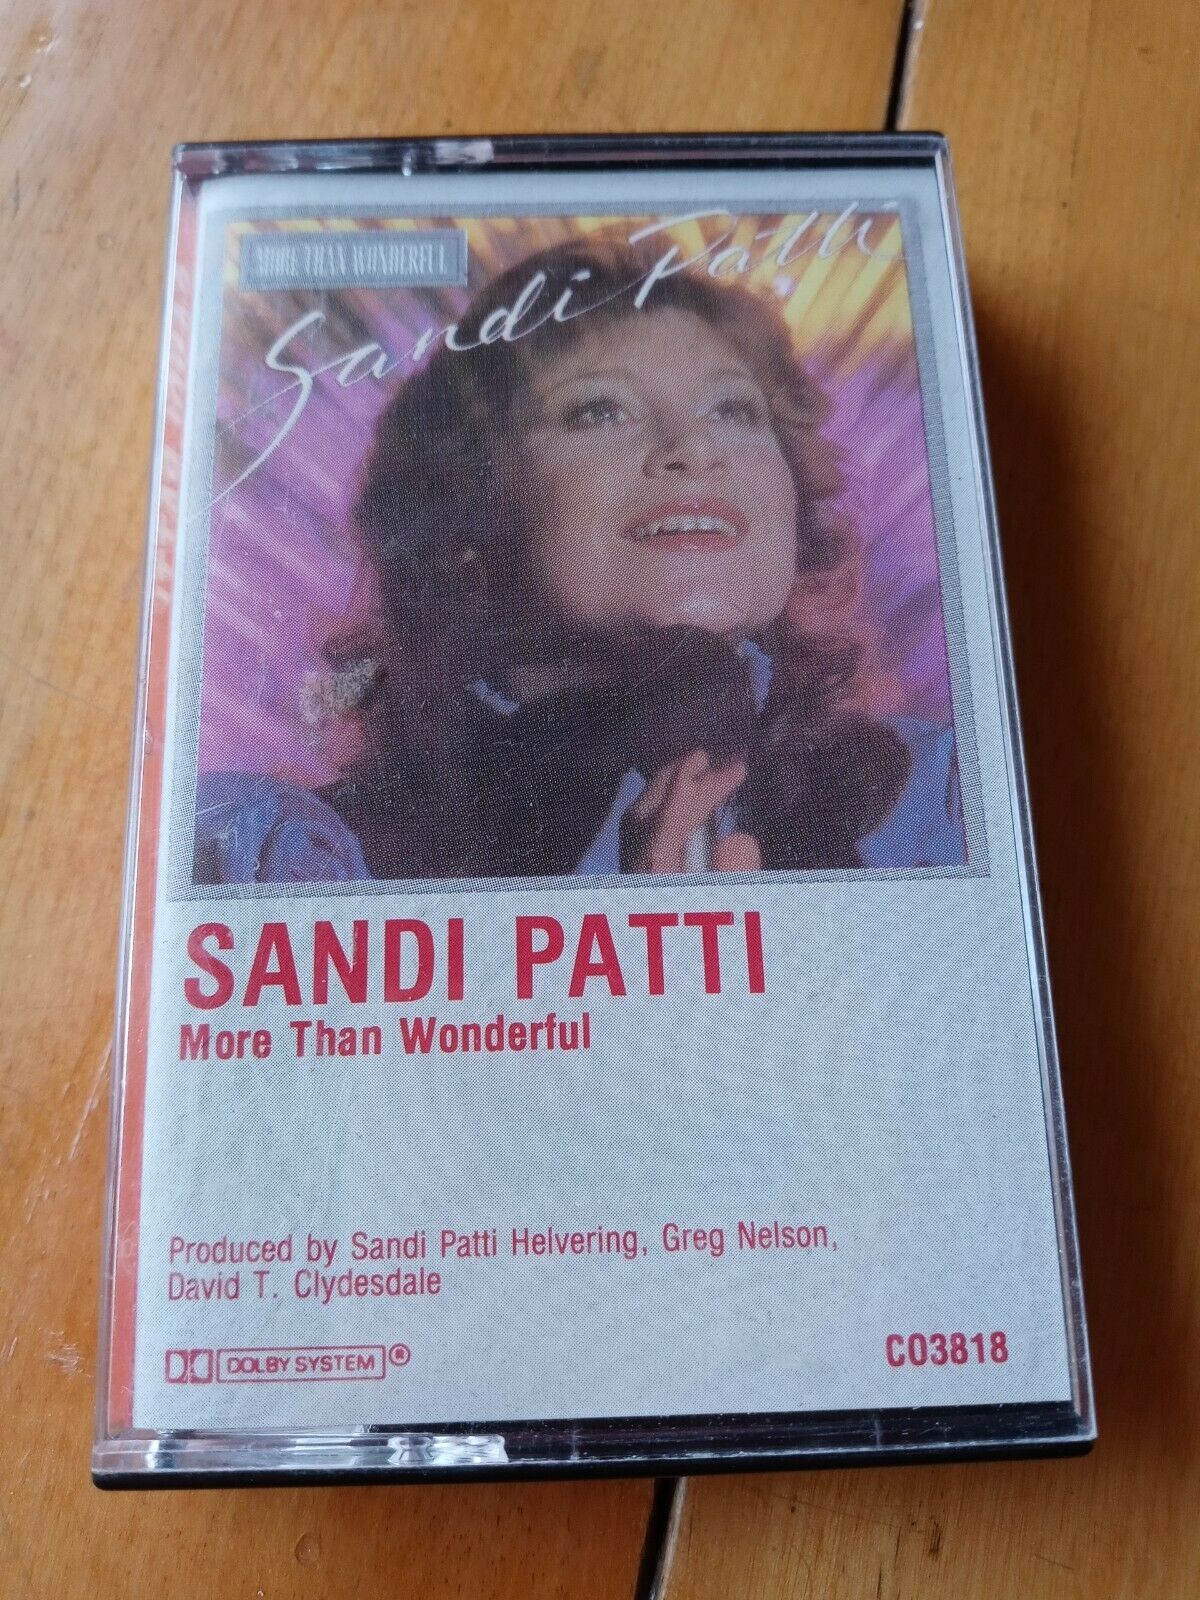 MORE THAN WONDERFUL
Sandi Patti
SANDI PATTI
More Than Wonderful
Produced by Sandi Patti Helvering, Greg Nelson,
David T. Clydesdale
DOLBY SYSTEM ®
C03818